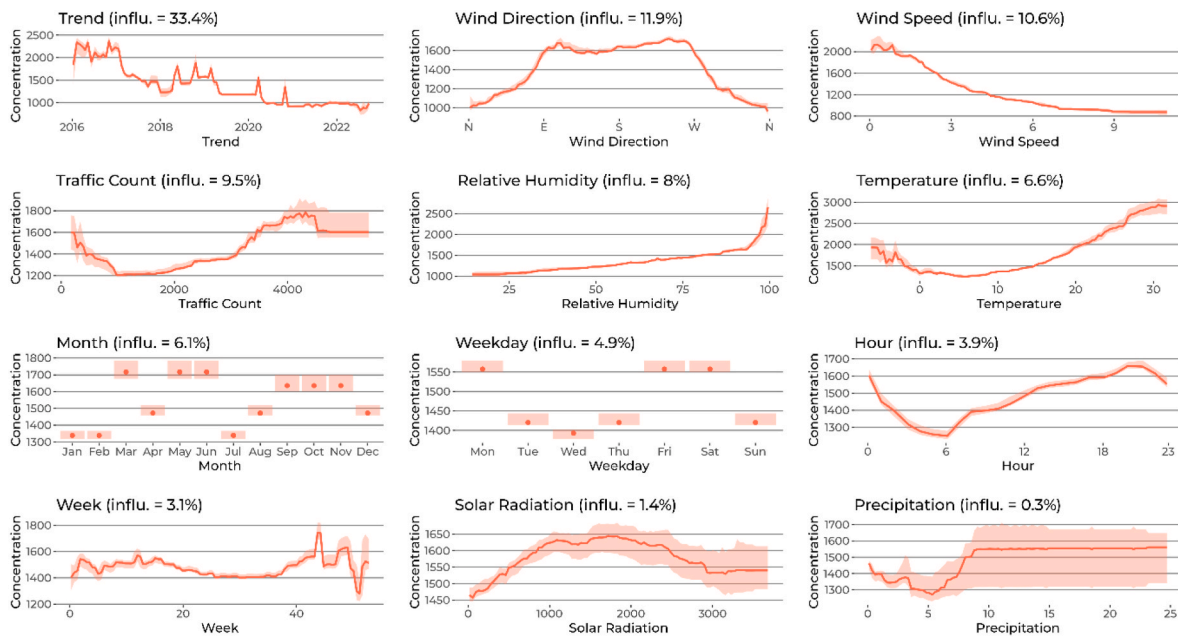 Trend (influ. = 33.4%)
Concentration
2500
2000
1500
1000
2016 2018 2020 2022
Trend
Wind Direction (influ. = 11.9%)
Concentration
1600
1400
1200
1000
N E S W N
Wind Direction
Wind Speed (influ. = 10.6%)
Concentration
2000
1600
1200
800
0 3 6 9
Wind Speed
Traffic Count (influ. = 9.5%)
Concentration
1800
1600
1400
1200
0 2000 4000
Traffic Count
Relative Humidity (influ. = 8%)
Concentration
2500
2000
1500
1000
25 50 75 100
Relative Humidity
Temperature (influ. = 6.6%)
Concentration
3000
2500
2000
1500
0 10 20 30
Temperature
Month (influ. = 6.1%)
Concentration
1800
1700
1600
1500
1400
1300
Jan Feb Mar Apr May Jun Jul Aug Sep Oct Nov Dec
Month
Weekday (influ. = 4.9%)
Concentration
1550
1500
1450
1400
Mon Tue Wed Thu Fri Sat Sun
Weekday
Hour (influ. = 3.9%)
Concentration
1700
1600
1500
1400
1300
0 6 12 18 23
Hour
Week (influ. = 3.1%)
Concentration
1800
1600
1400
1200
0 20 40
Week
Solar Radiation (influ. = 1.4%)
Concentration
1650
1600
1550
1500
1450
0 1000 2000 3000
Solar Radiation
Precipitation (influ. = 0.3%)
Concentration
1700
1600
1500
1400
1300
0 5 10 15 20 25
Precipitation